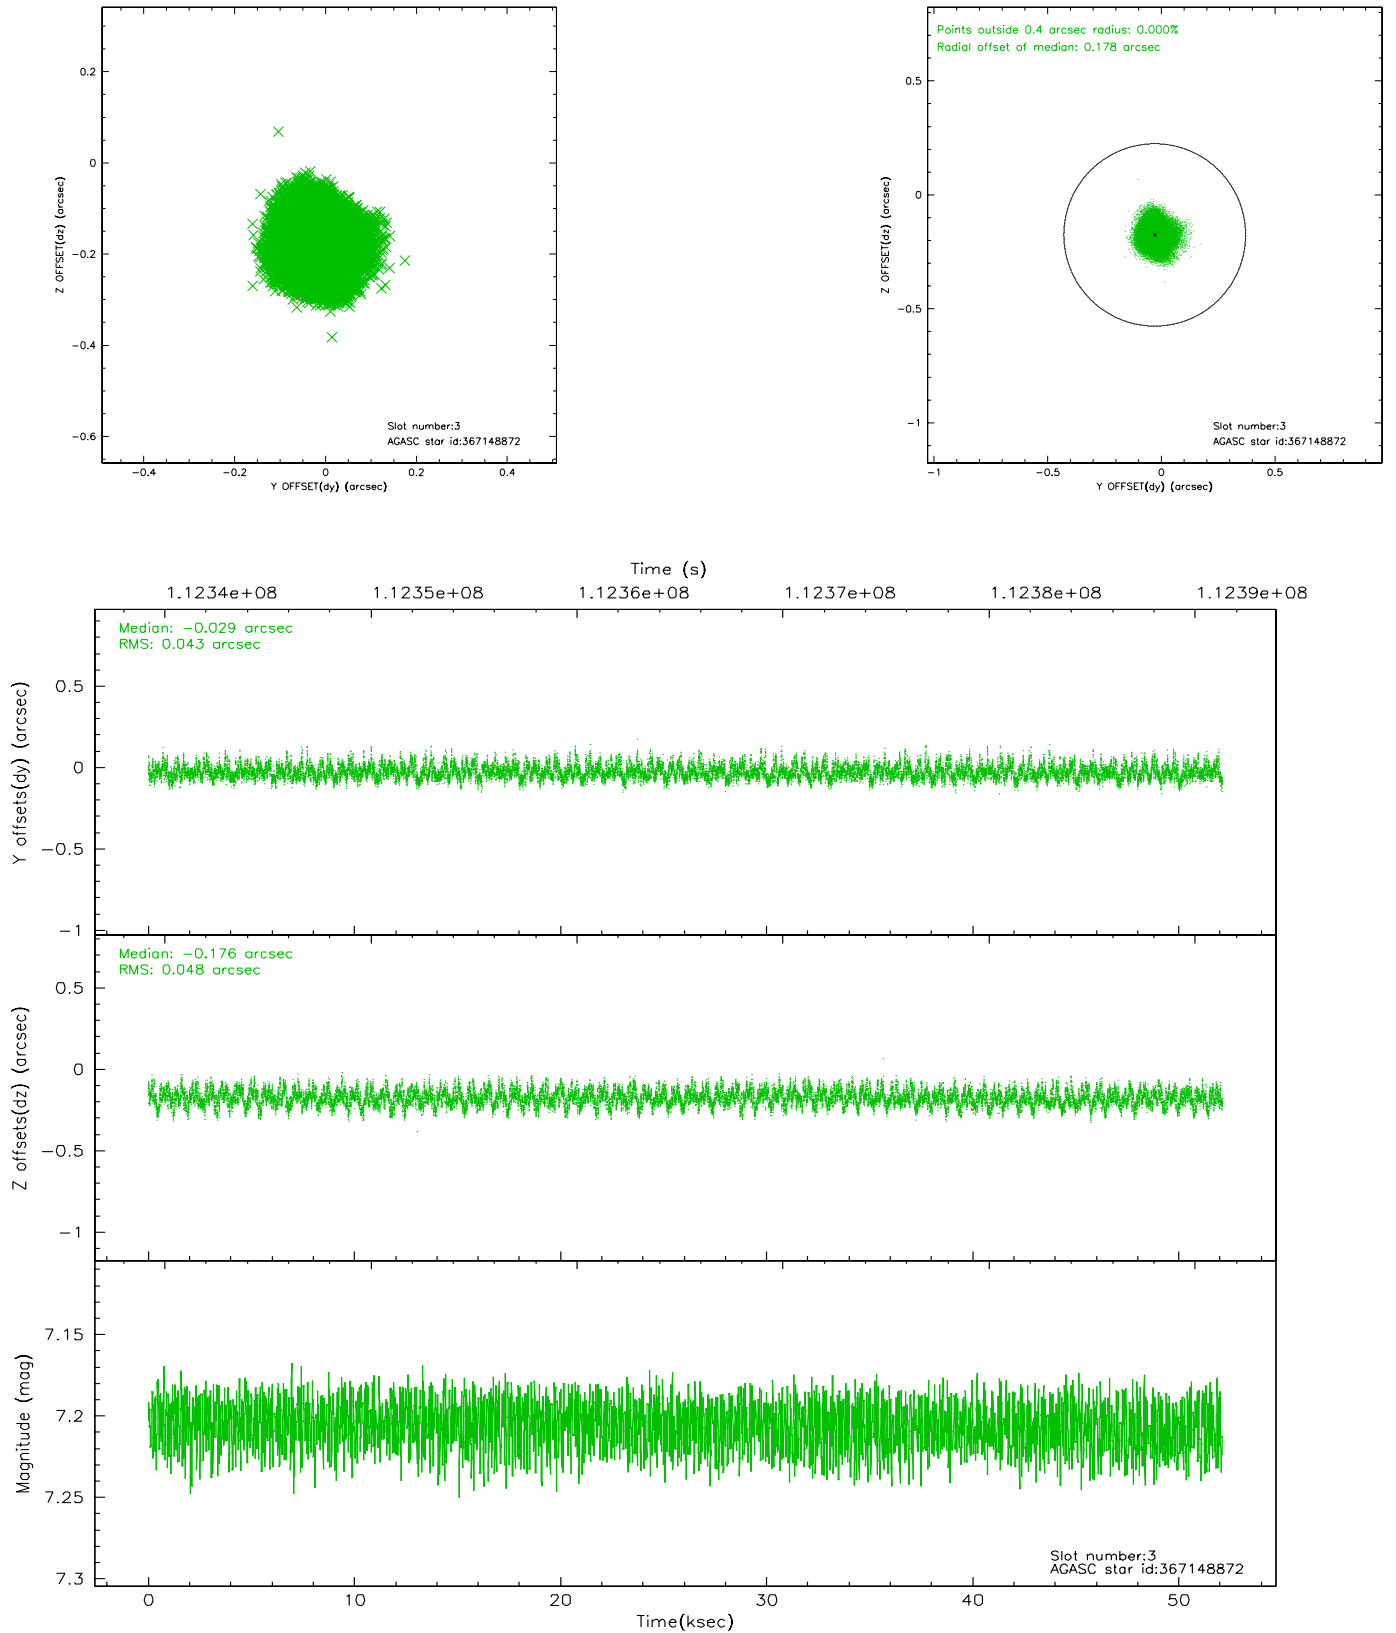 0.2
0
−0.2
−0.4
−0.6
Z OFFSET(dz) (arcsec)
Slot number:3
AGASC star id:367148872
−0.4 −0.2 0 0.2 0.4
Y OFFSET(dy) (arcsec)
Points outside 0.4 arcsec radius: 0.000%
Radial offset of median: 0.178 arcsec
0.5
0
−0.5
−1
Z OFFSET(dz) (arcsec)
Slot number:3
AGASC star id:367148872
−1 −0.5 0 0.5
Y OFFSET(dy) (arcsec)
Time (s)
1.1234e+08 1.1235e+08 1.1236e+08 1.1237e+08 1.1238e+08 1.1239e+08
Median: −0.029 arcsec
RMS: 0.043 arcsec
0.5
0
−0.5
−1
Y offsets(dy) (arcsec)
Median: −0.176 arcsec
RMS: 0.048 arcsec
0.5
0
−0.5
−1
Z offsets(dz) (arcsec)
7.15
7.2
7.25
7.3
Magnitude (mag)
Slot number:3
AGASC star id:367148872
0 10 20 30 40 50
Time(ksec)